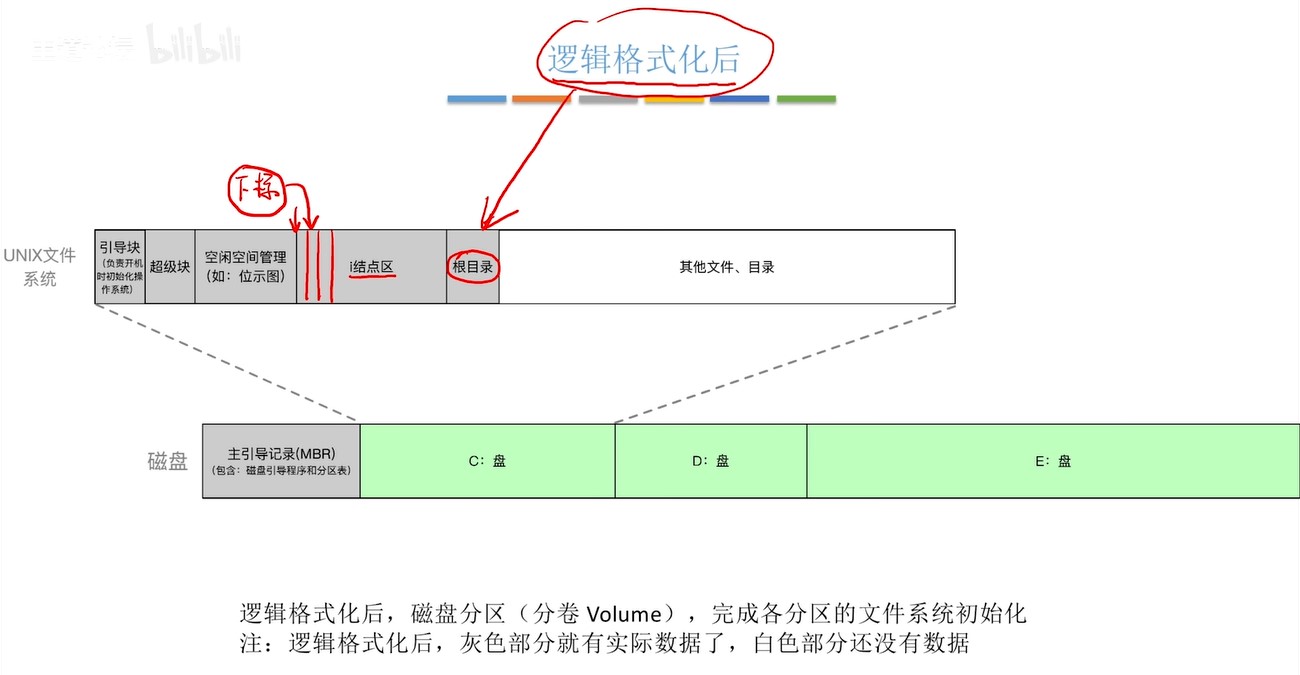 bilibili
逻辑格式化后
下标
UNIX文件
系统
引导块
(负责开机
时初始化操
作系统)
超级块
空闲空间管理
(如：位示图)
i结点区
根目录
其他文件、目录
磁盘
主引导记录(MBR)
(包含：磁盘引导程序和分区表)
C：盘
D：盘
E：盘
逻辑格式化后，磁盘分区（分卷 Volume），完成各分区的文件系统初始化
注：逻辑格式化后，灰色部分就有实际数据了，白色部分还没有数据